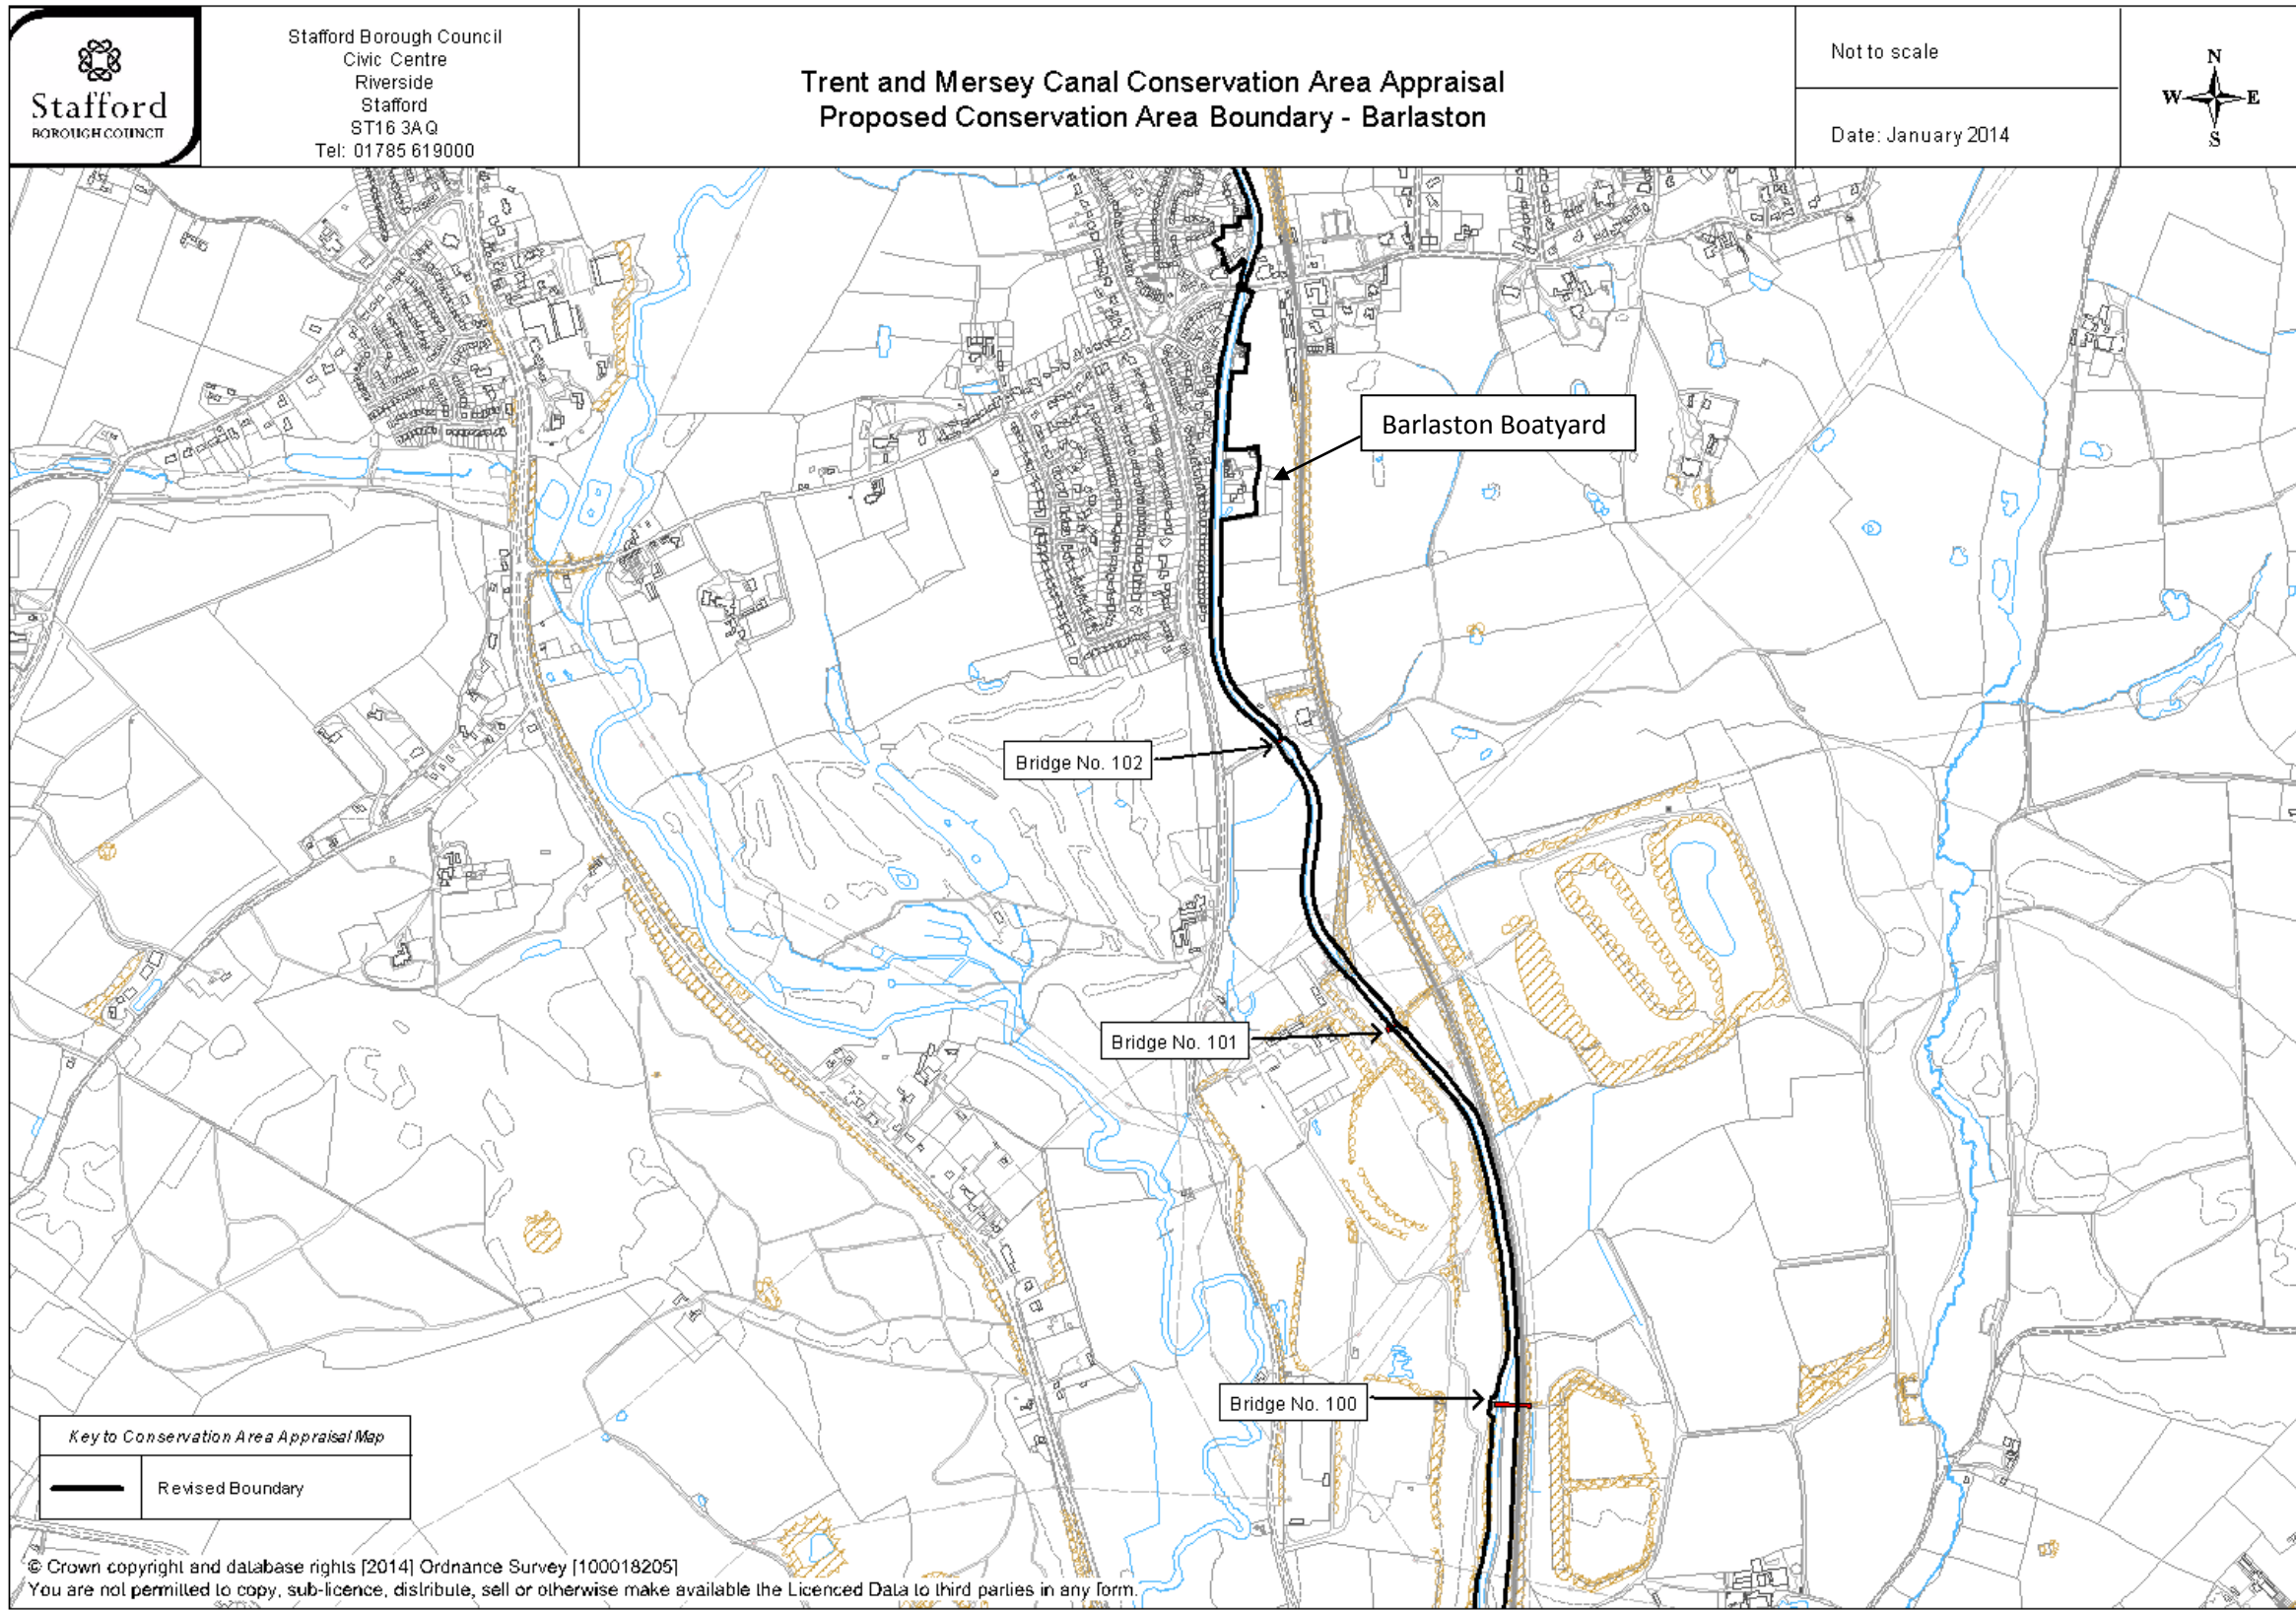 Stafford
BOROUGH COUNCIL
Stafford Borough Council
Civic Centre
Riverside
Stafford
ST16 3AQ
Tel: 01785 619000
Trent and Mersey Canal Conservation Area Appraisal
Proposed Conservation Area Boundary - Barlaston
Not to scale
Date: January 2014
N
W E
S
Barlaston Boatyard
Bridge No. 102
Bridge No. 101
Bridge No. 100
Key to Conservation Area Appraisal Map
Revised Boundary
© Crown copyright and database rights [2014] Ordnance Survey [100018205]
You are not permitted to copy, sub-licence, distribute, sell or otherwise make available the Licenced Data to third parties in any form.